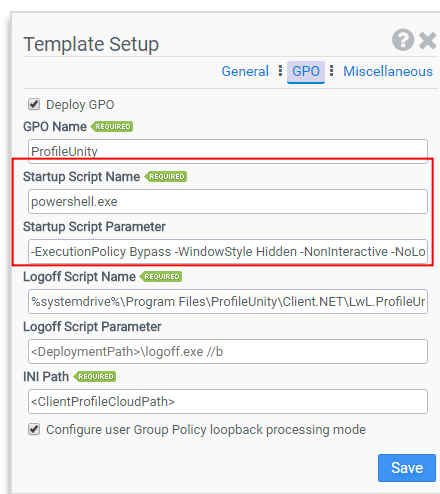 Template Setup
General GPO Miscellaneous
Deploy GPO
GPO Name REQUIRED
ProfileUnity
Startup Script Name REQUIRED
powershell.exe
Startup Script Parameter
-ExecutionPolicy Bypass -WindowStyle Hidden -NonInteractive -NoLo
Logoff Script Name REQUIRED
%systemdrive%\Program Files\ProfileUnity\Client.NET\LwL.ProfileUn
Logoff Script Parameter
<DeploymentPath>\logoff.exe //b
INI Path REQUIRED
<ClientProfileCloudPath>
Configure user Group Policy loopback processing mode
Save